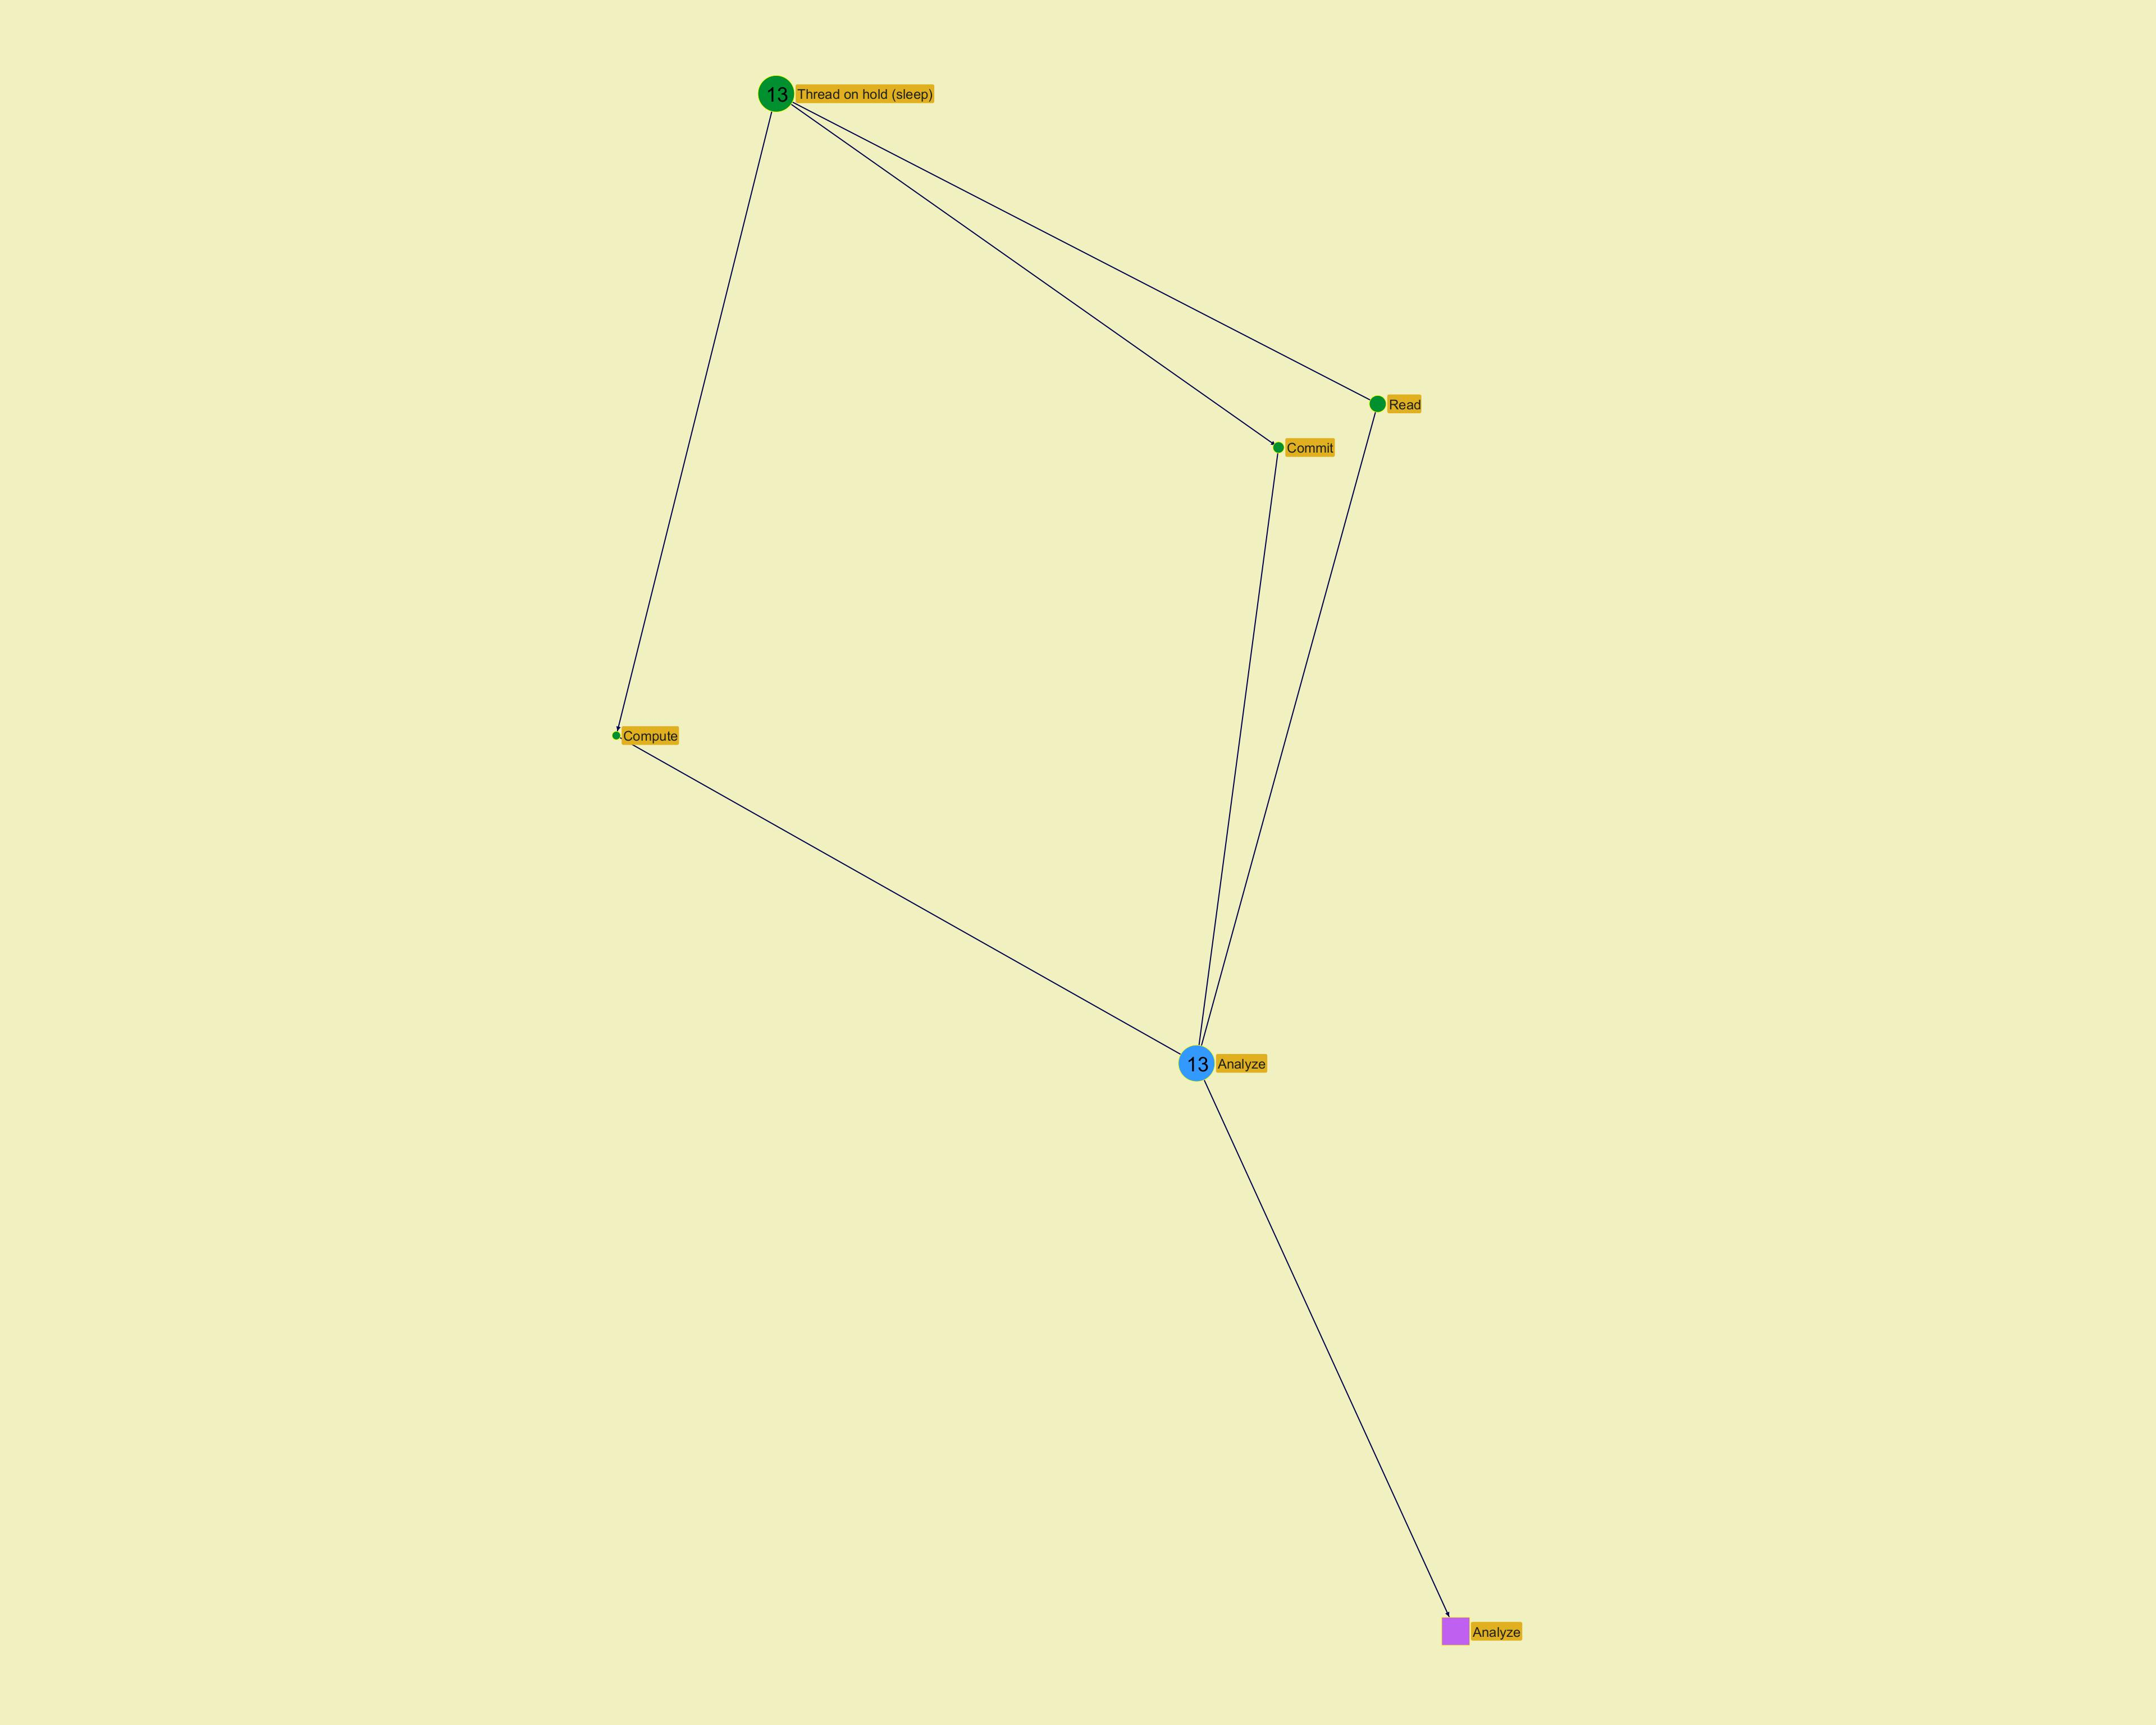 13 Thread on hold (sleep)
Read
Commit
Compute
13 Analyze
Analyze